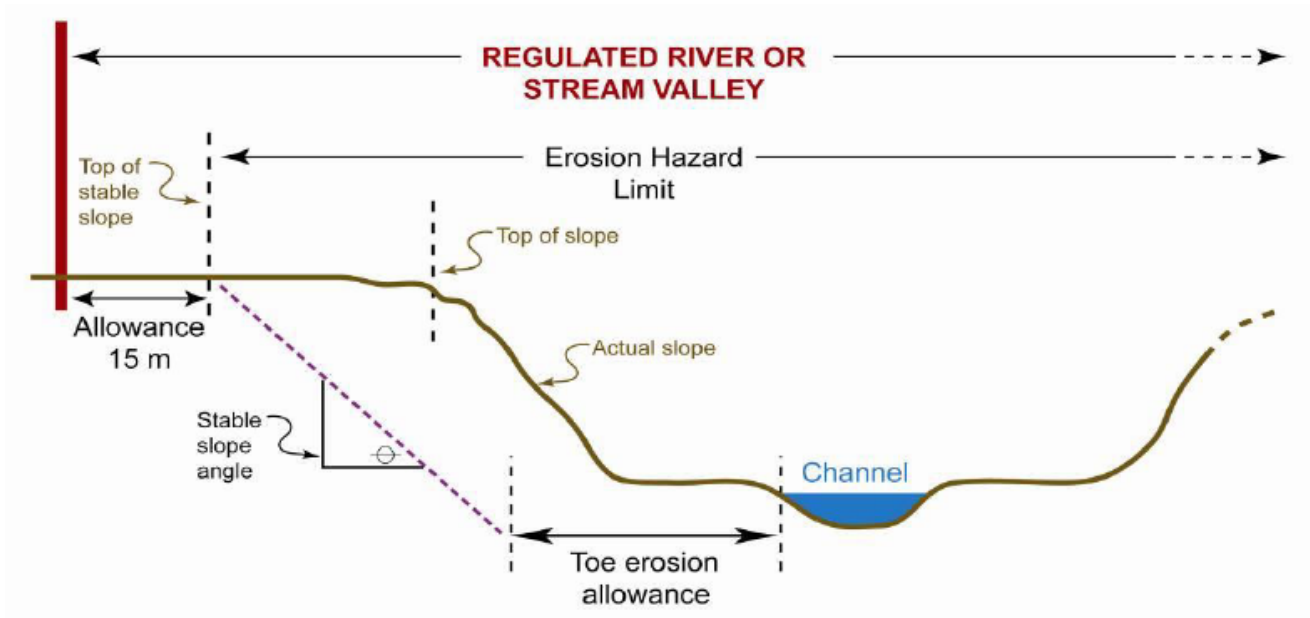 REGULATED RIVER OR
STREAM VALLEY
Erosion Hazard
Limit
Top of
stable
slope
Top of slope
Allowance
15 m
Actual slope
Stable
slope
angle
Θ
Channel
Toe erosion
allowance